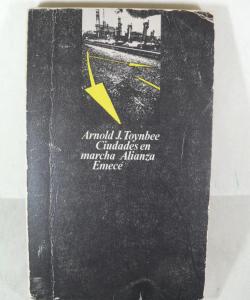 Arnold J. Toynbee
Ciudades en
marcha Alianza
Emecé